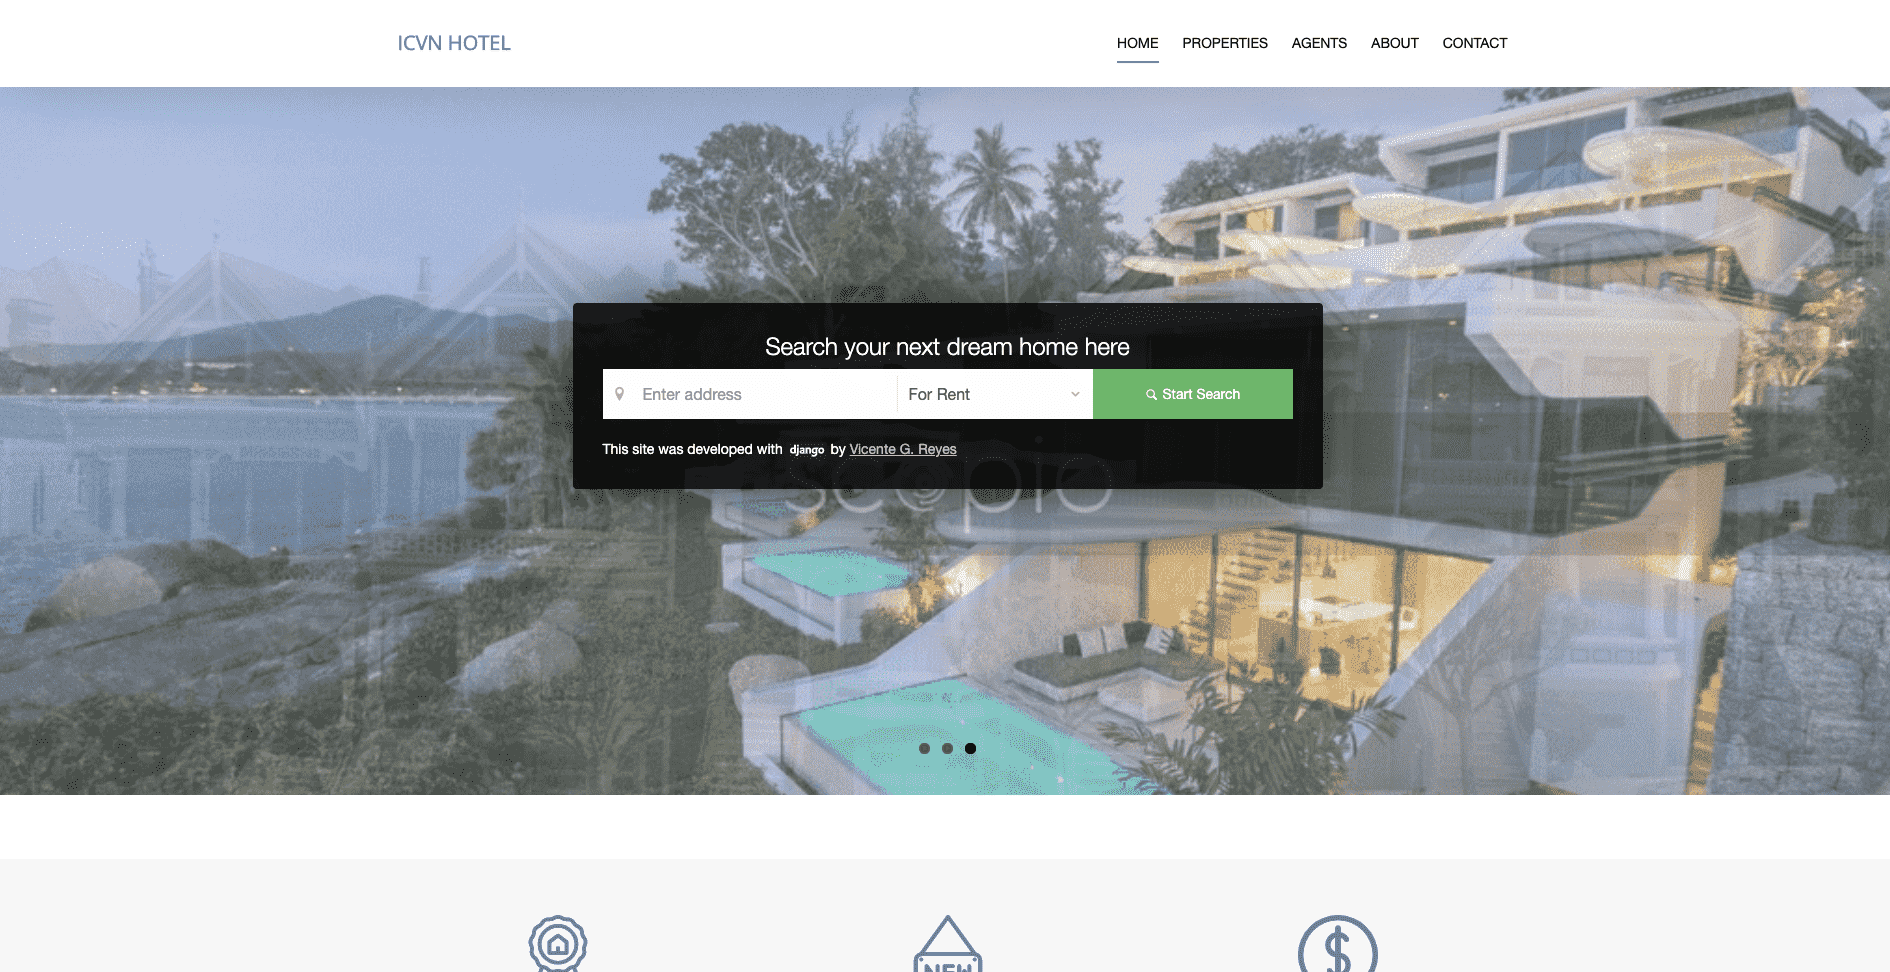 ICVN HOTEL
HOME PROPERTIES AGENTS ABOUT CONTACT
Search your next dream home here
Enter address For Rent Start Search
This site was developed with django by Vicente G. Reyes
scopio
NEW
$